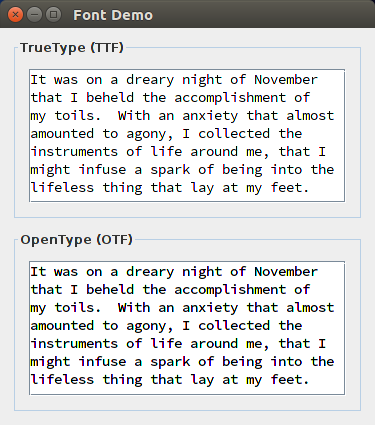 Font Demo
TrueType (TTF)
It was on a dreary night of November
that I beheld the accomplishment of
my toils.  With an anxiety that almost
amounted to agony, I collected the
instruments of life around me, that I
might infuse a spark of being into the
lifeless thing that lay at my feet.
OpenType (OTF)
It was on a dreary night of November
that I beheld the accomplishment of
my toils.  With an anxiety that almost
amounted to agony, I collected the
instruments of life around me, that I
might infuse a spark of being into the
lifeless thing that lay at my feet.